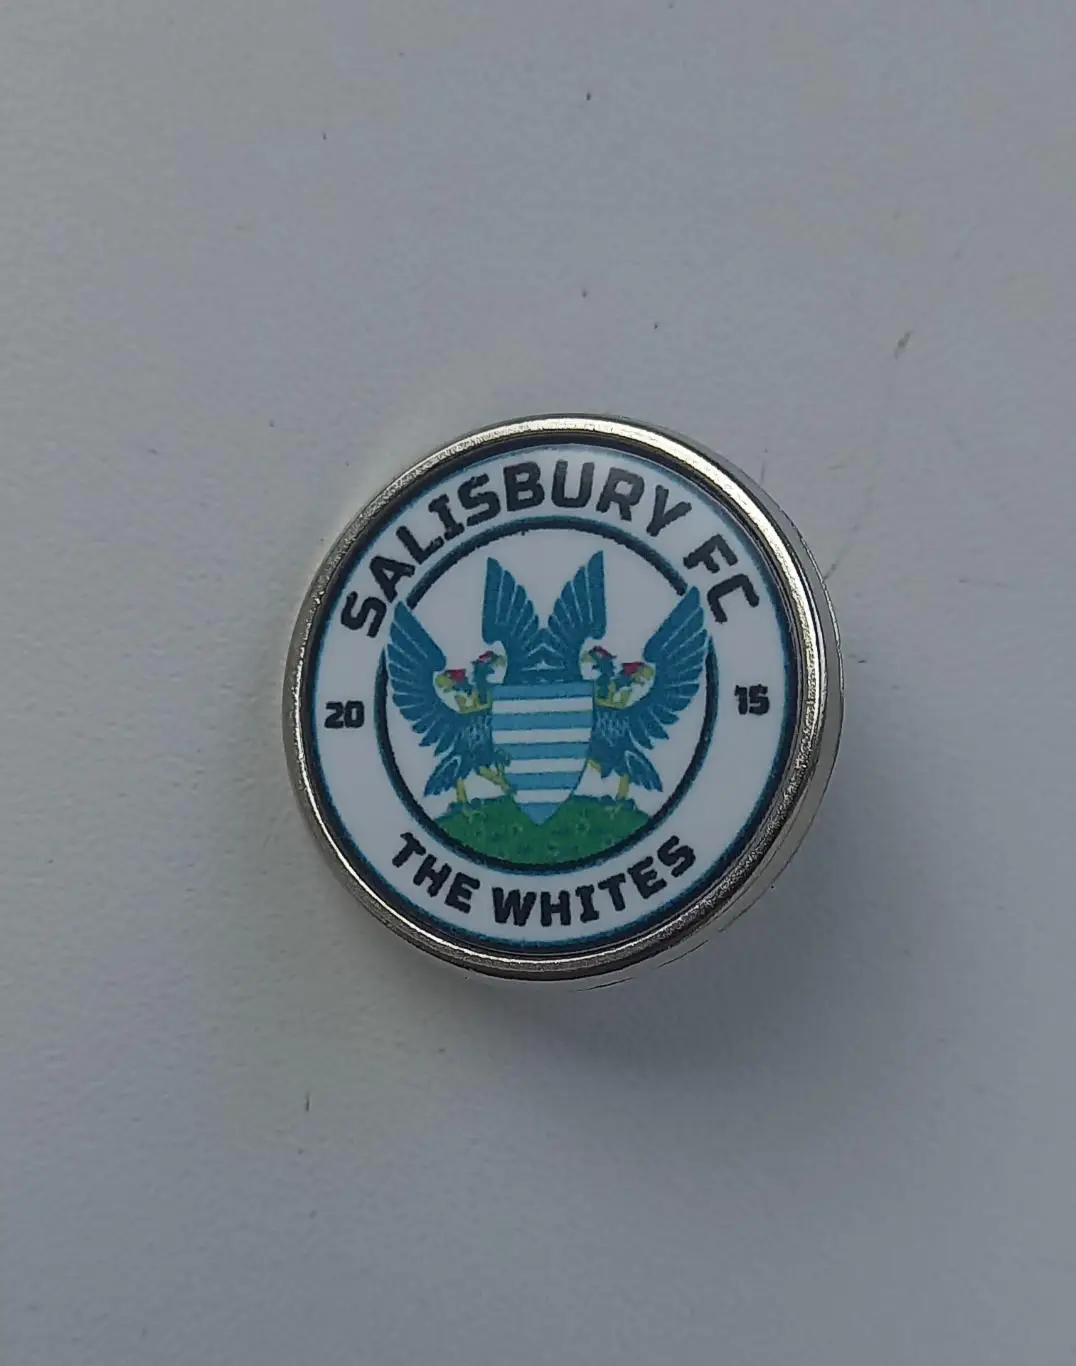 SALISBURY FC
20 15
THE WHITES